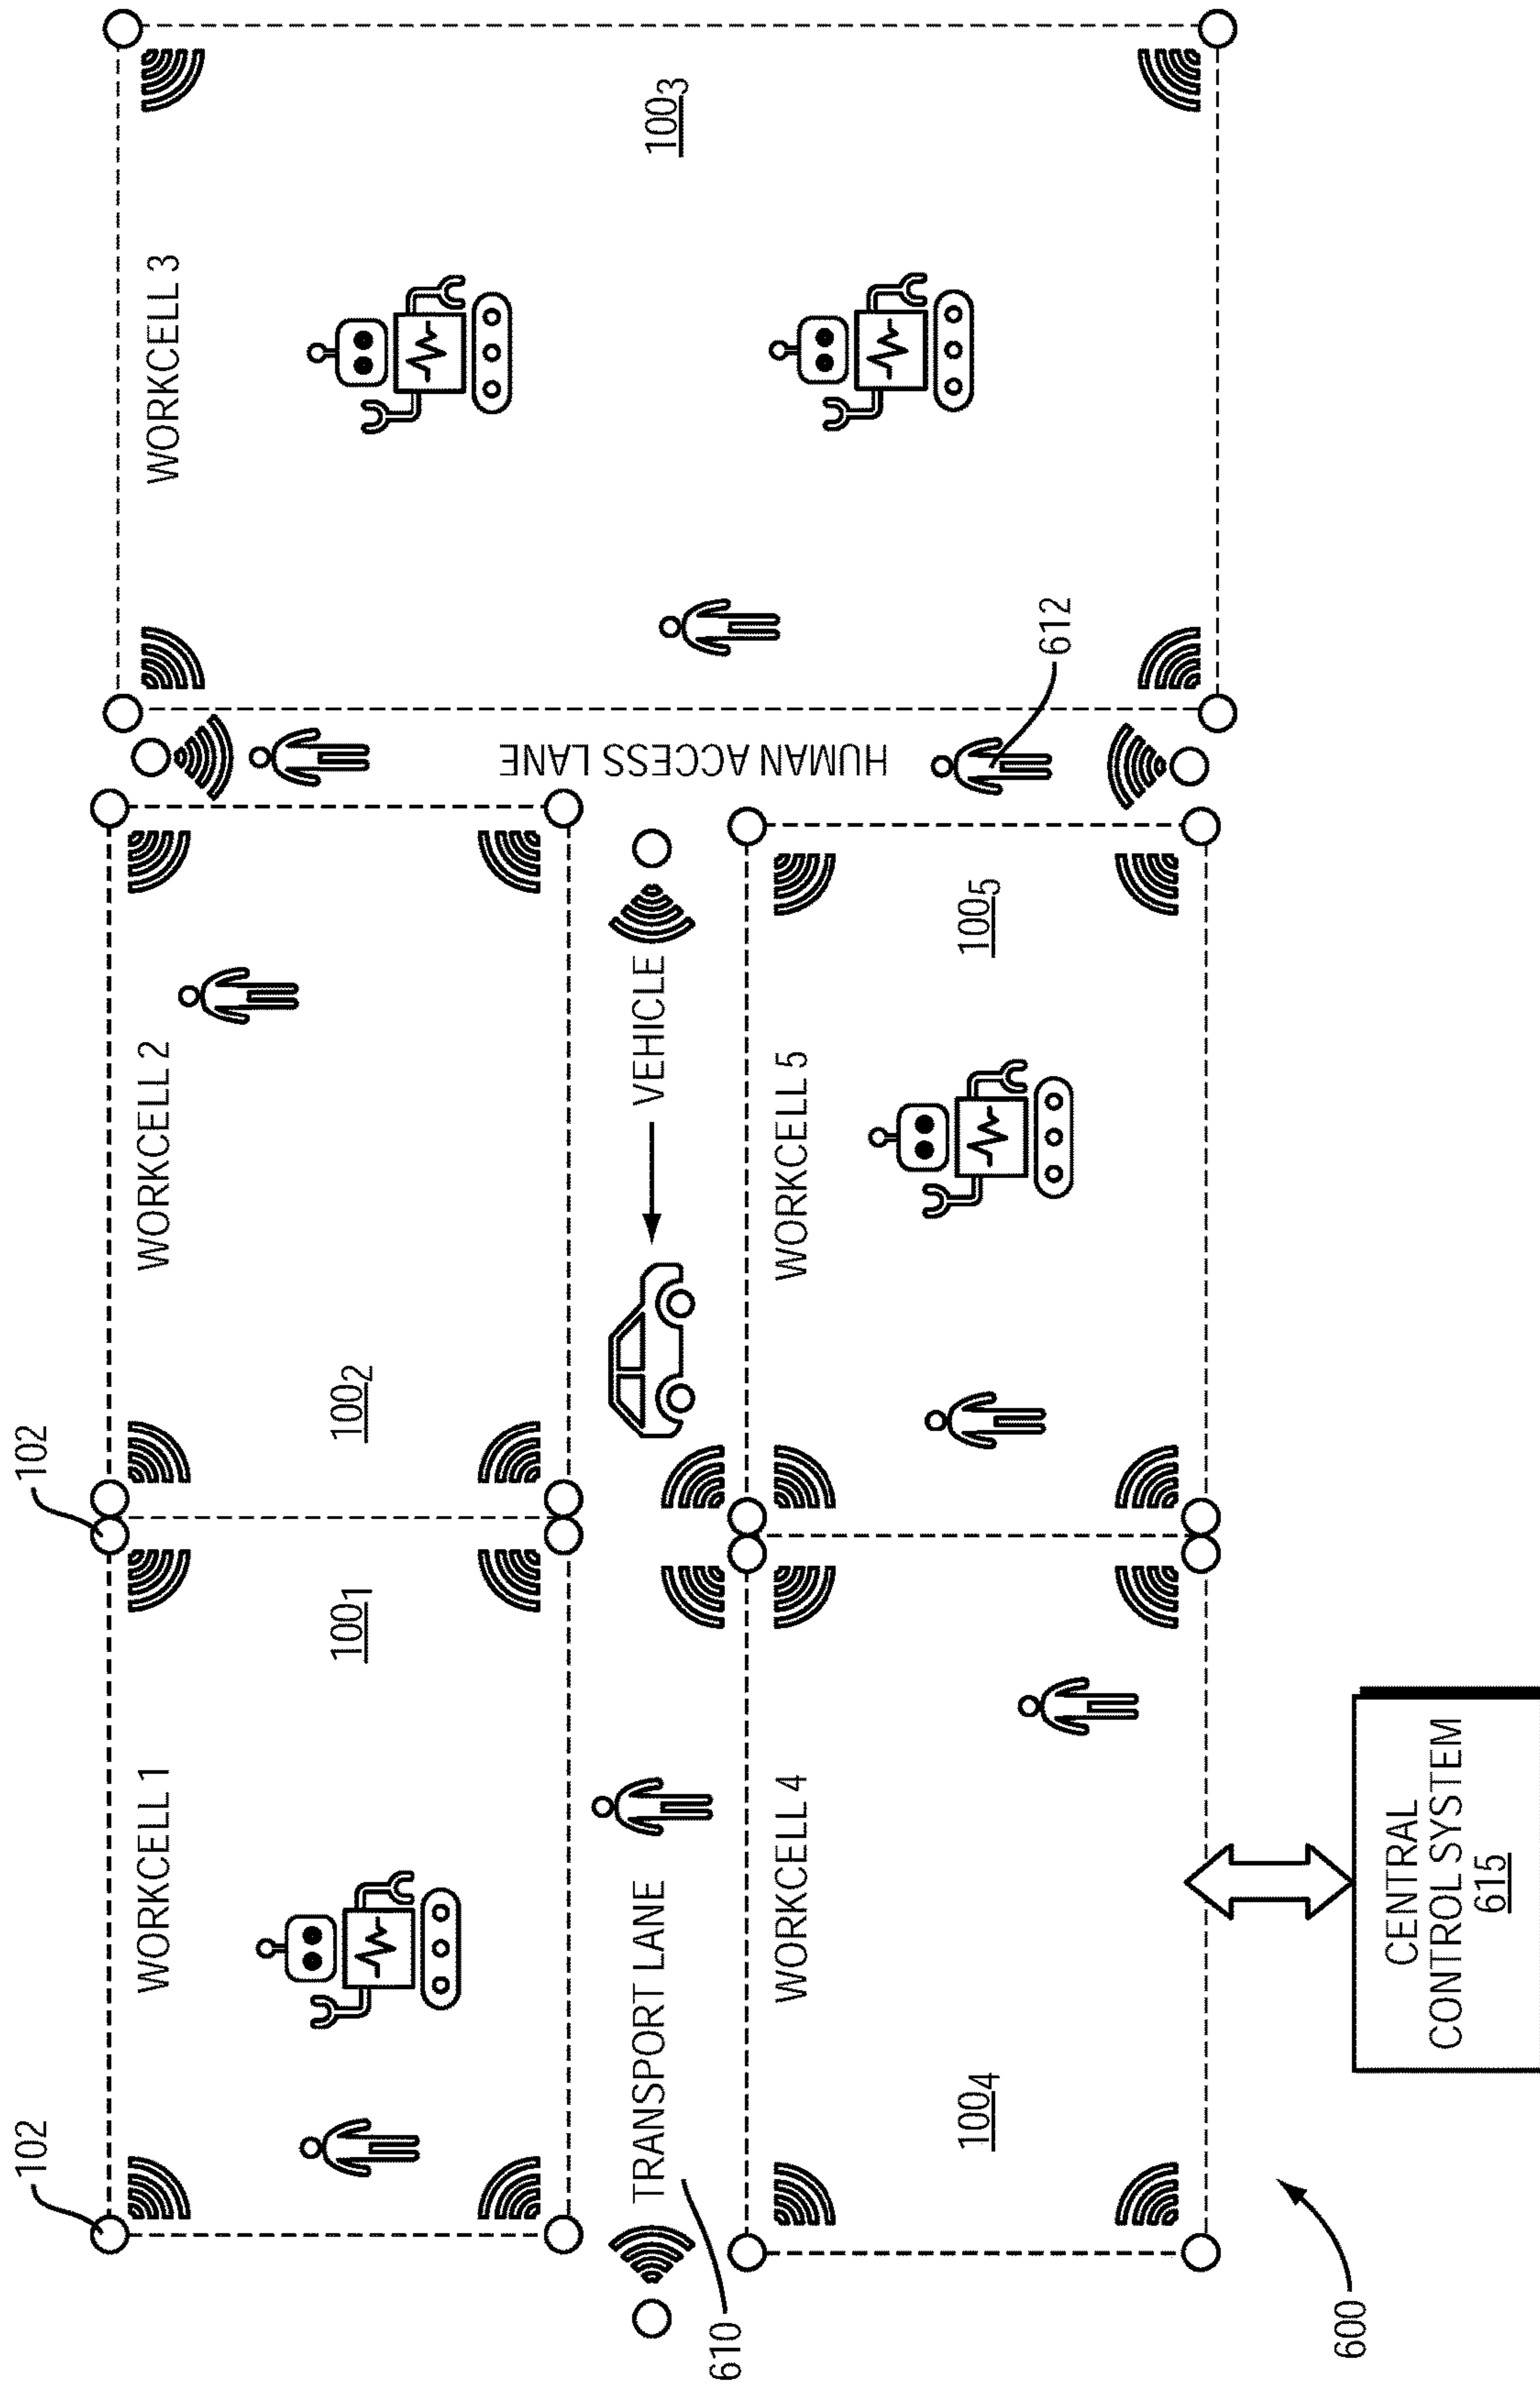 102
102
WORKCELL 1
WORKCELL 2
WORKCELL 3
100₁
100₂
100₃
610
TRANSPORT LANE
VEHICLE
HUMAN ACCESS LANE
WORKCELL 4
WORKCELL 5
100₄
100₅
612
600
CENTRAL
CONTROL SYSTEM
615